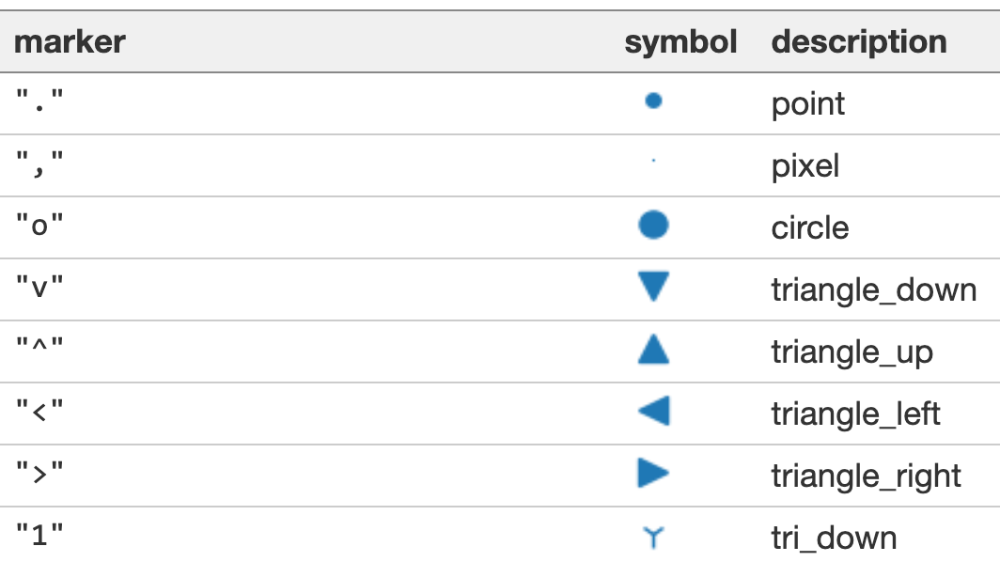 marker symbol description
"." point
"," pixel
"o" circle
"v" triangle_down
"^" triangle_up
"<" triangle_left
">" triangle_right
"1" tri_down